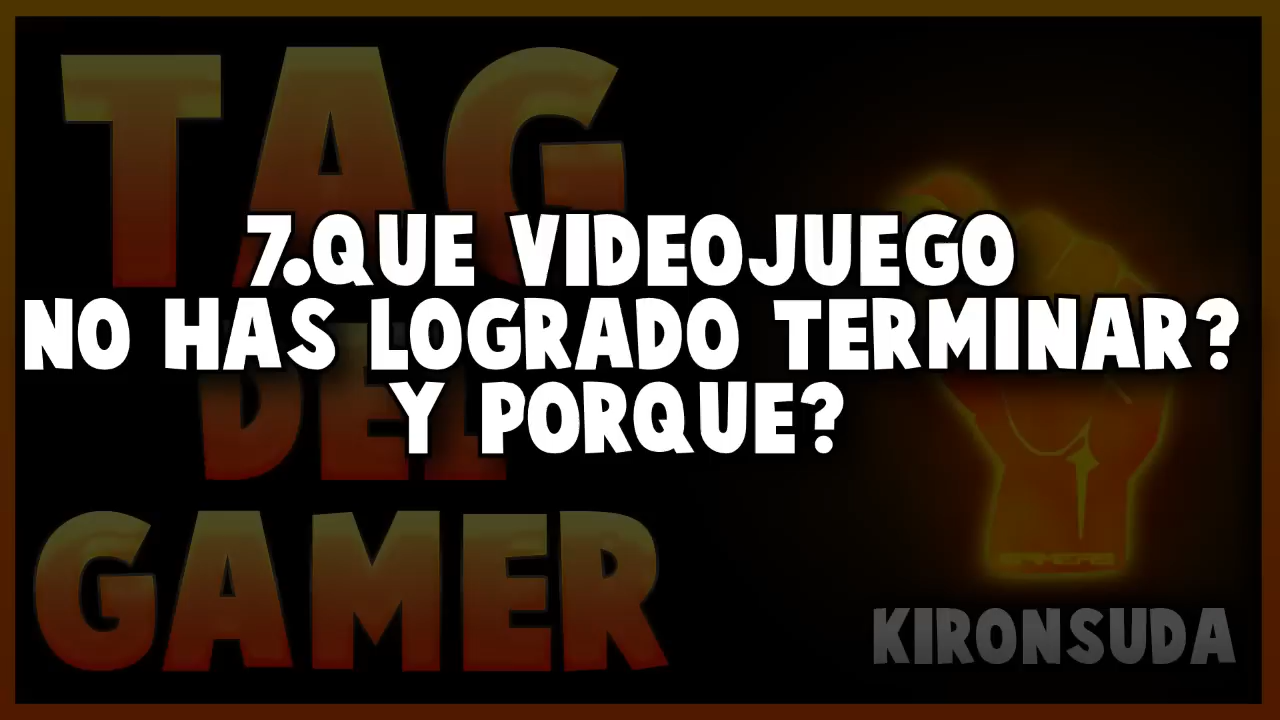 TAG
DEL
GAMER
7.QUE VIDEOJUEGO
NO HAS LOGRADO TERMINAR?
Y PORQUE?
KIRONSUDA